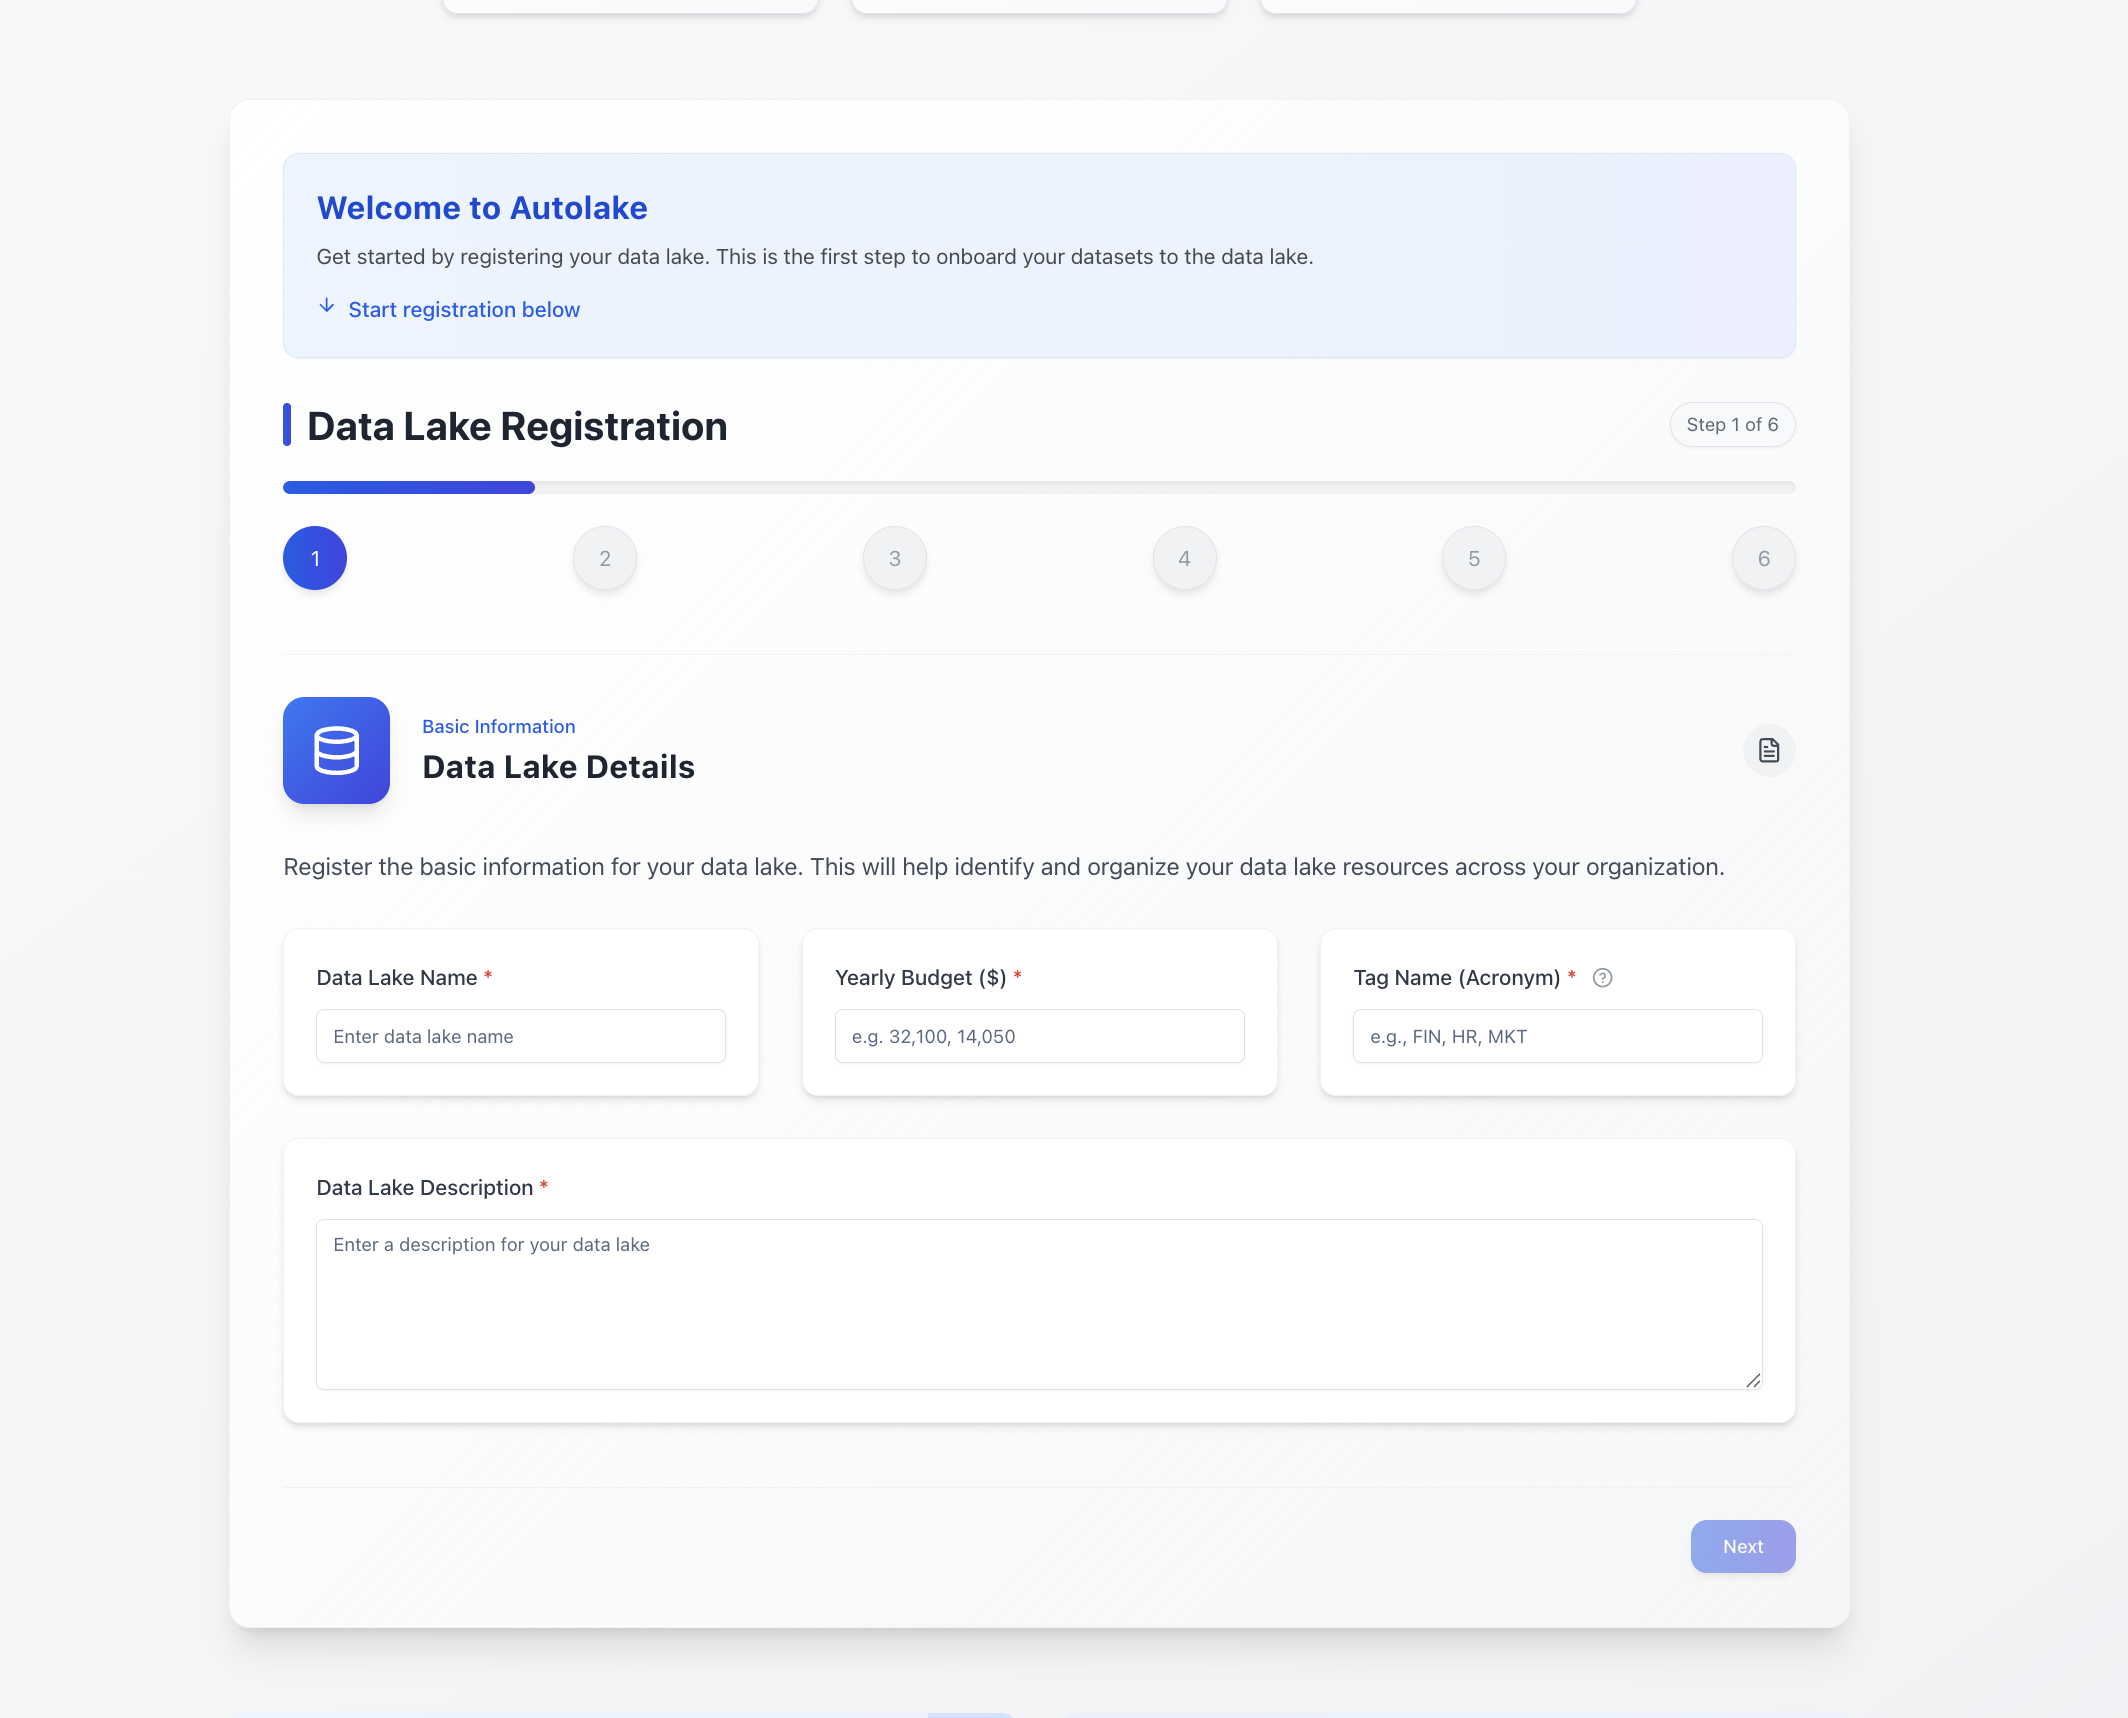 Welcome to Autolake
Get started by registering your data lake. This is the first step to onboard your datasets to the data lake.
Start registration below
Data Lake Registration
Step 1 of 6
1
2
3
4
5
6
Basic Information
Data Lake Details
Register the basic information for your data lake. This will help identify and organize your data lake resources across your organization.
Data Lake Name *
Enter data lake name
Yearly Budget ($) *
e.g. 32,100, 14,050
Tag Name (Acronym) *
e.g., FIN, HR, MKT
Data Lake Description *
Enter a description for your data lake
Next